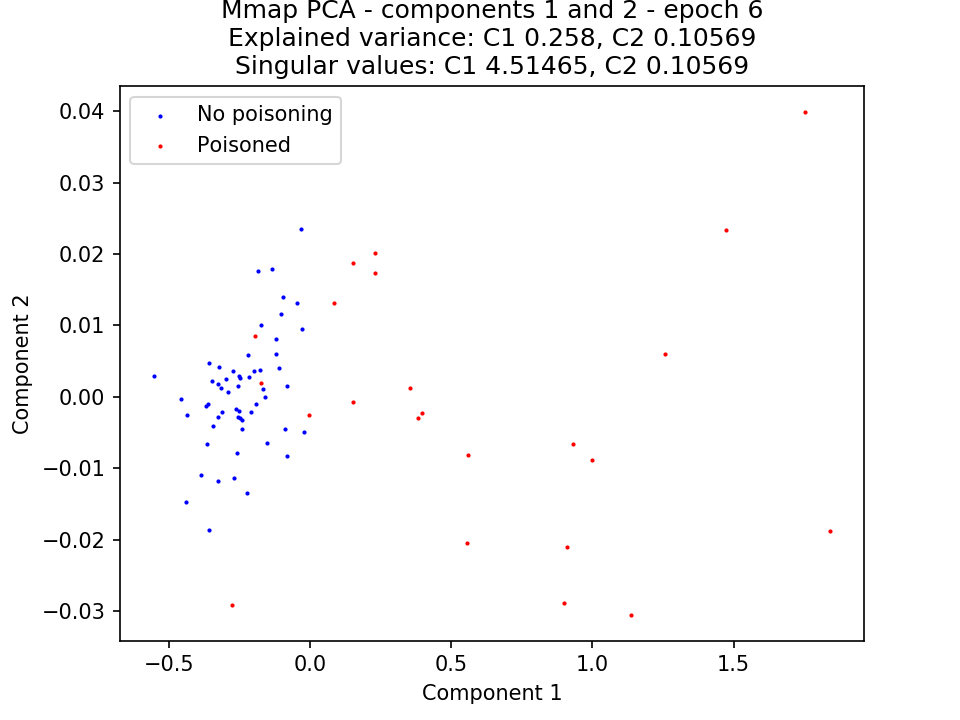 Mmap PCA - components 1 and 2 - epoch 6
Explained variance: C1 0.258, C2 0.10569
Singular values: C1 4.51465, C2 0.10569
No poisoning
Poisoned
0.04
0.03
0.02
0.01
0.00
−0.01
−0.02
−0.03
Component 2
−0.5
0.0
0.5
1.0
1.5
Component 1